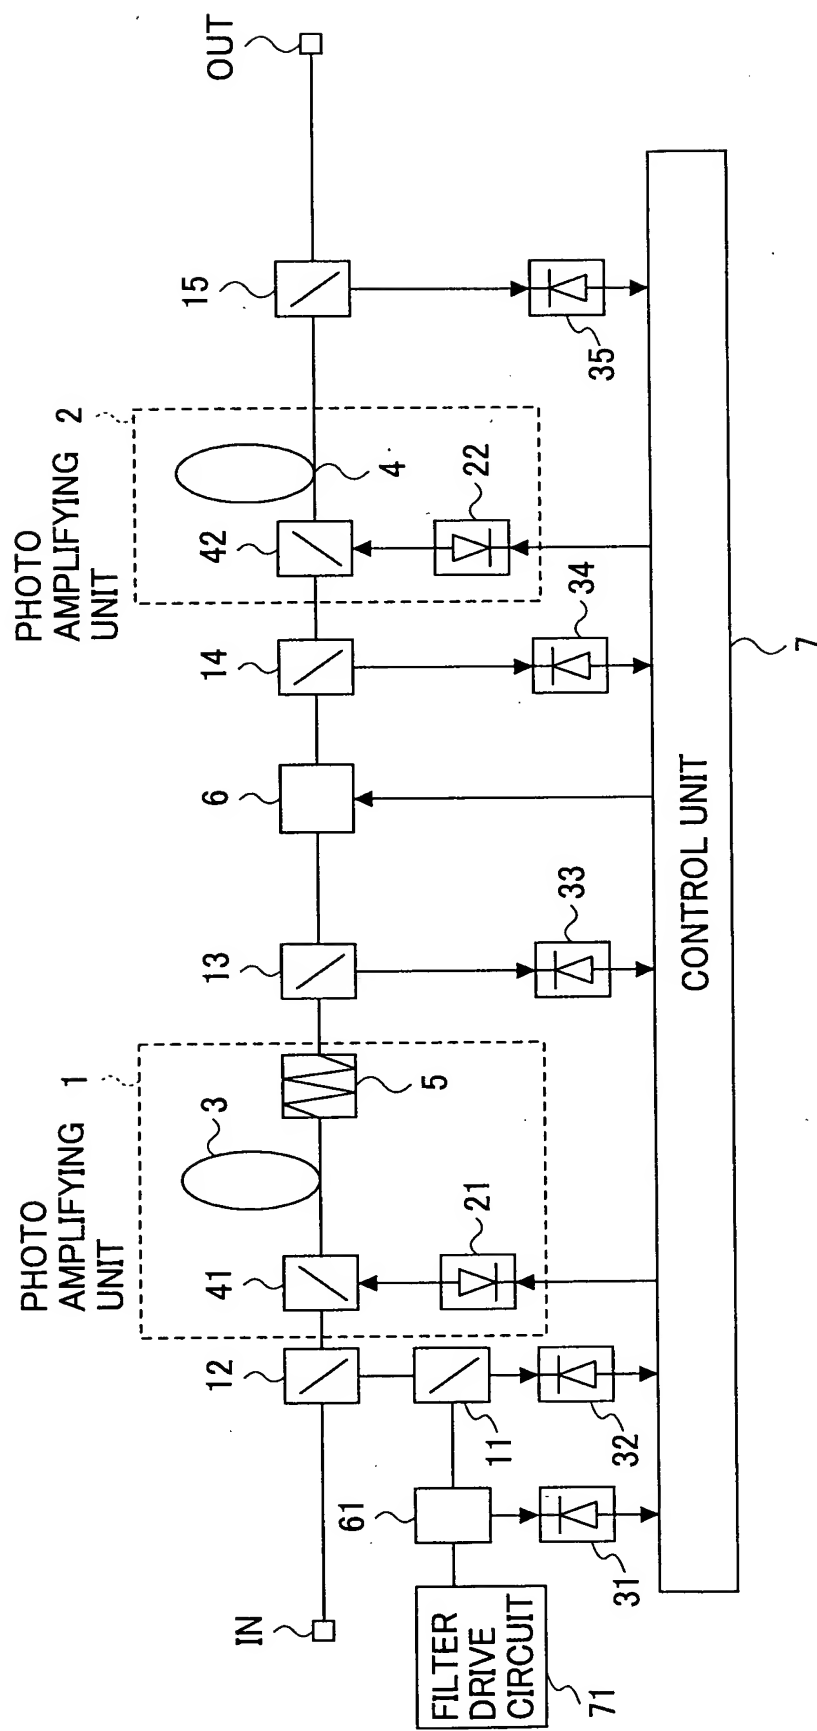 IN
OUT
PHOTO
AMPLIFYING
UNIT
1
PHOTO
AMPLIFYING
UNIT
2
12
41
3
5
13
6
14
42
4
15
21
22
11
61
FILTER
DRIVE
CIRCUIT
71
31
32
33
34
35
CONTROL UNIT
7